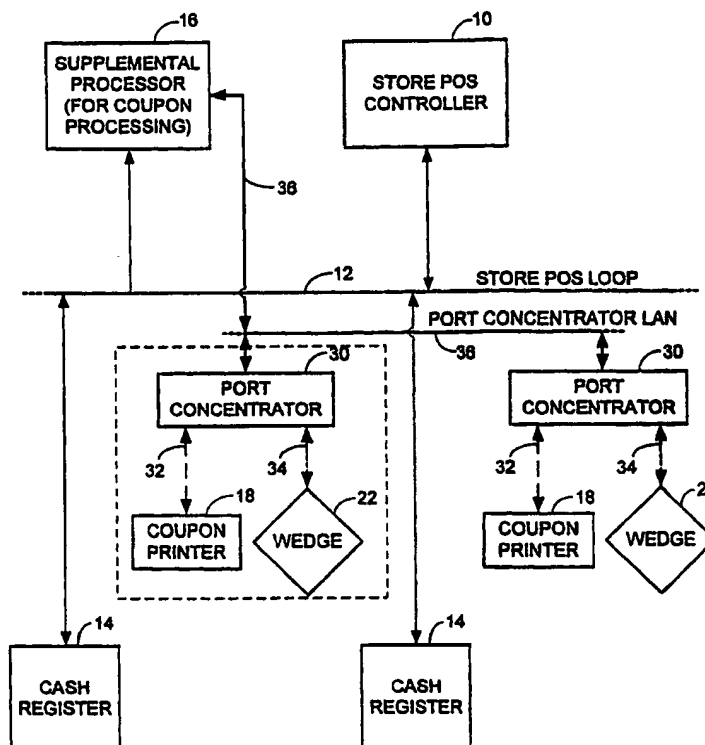 16
SUPPLEMENTAL
PROCESSOR
(FOR COUPON
PROCESSING)
10
STORE POS
CONTROLLER
36
12
STORE POS LOOP
PORT CONCENTRATOR LAN
36
30
PORT
CONCENTRATOR
32
34
18
COUPON
PRINTER
22
WEDGE
30
PORT
CONCENTRATOR
32
34
18
COUPON
PRINTER
2
WEDGE
14
CASH
REGISTER
14
CASH
REGISTER